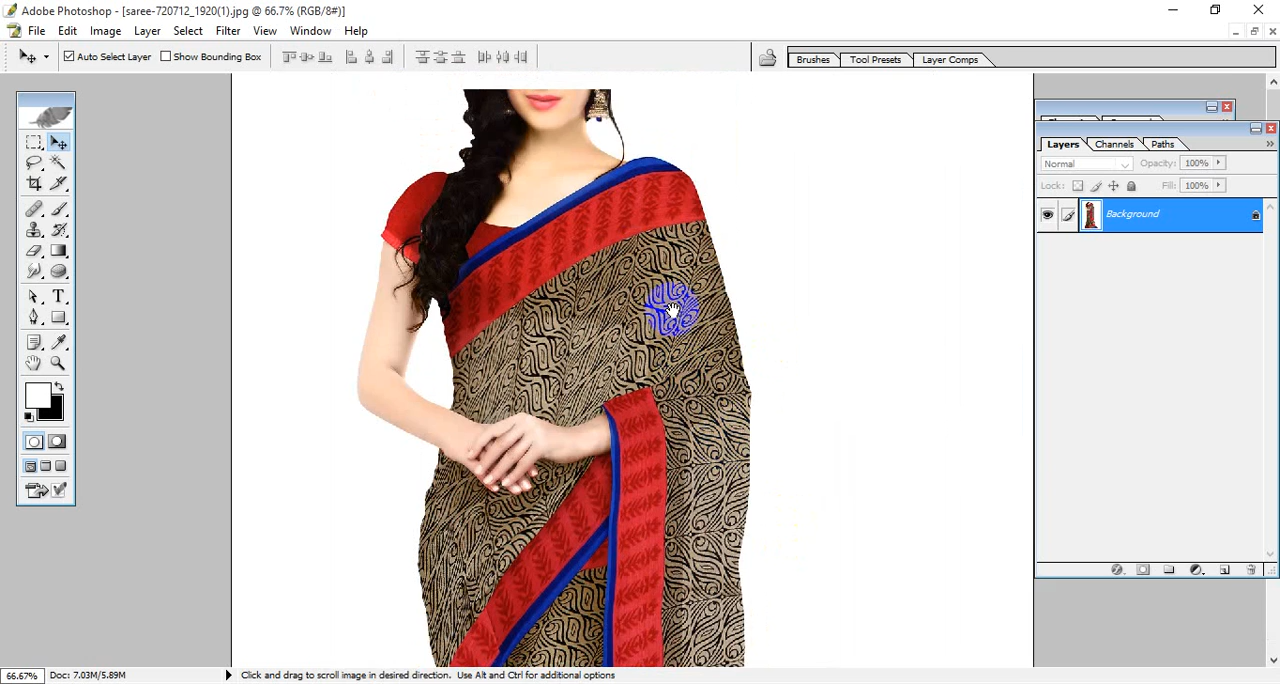 Adobe Photoshop - [saree-720712_1920(1).jpg @ 66.7% (RGB/8#)]
File Edit Image Layer Select Filter View Window Help
Auto Select Layer Show Bounding Box
Brushes Tool Presets Layer Comps
Layers Channels Paths
Normal Opacity: 100%
Lock: Fill: 100%
Background
66.67% Doc: 7.03M/5.89M Click and drag to scroll image in desired direction. Use Alt and Ctrl for additional options